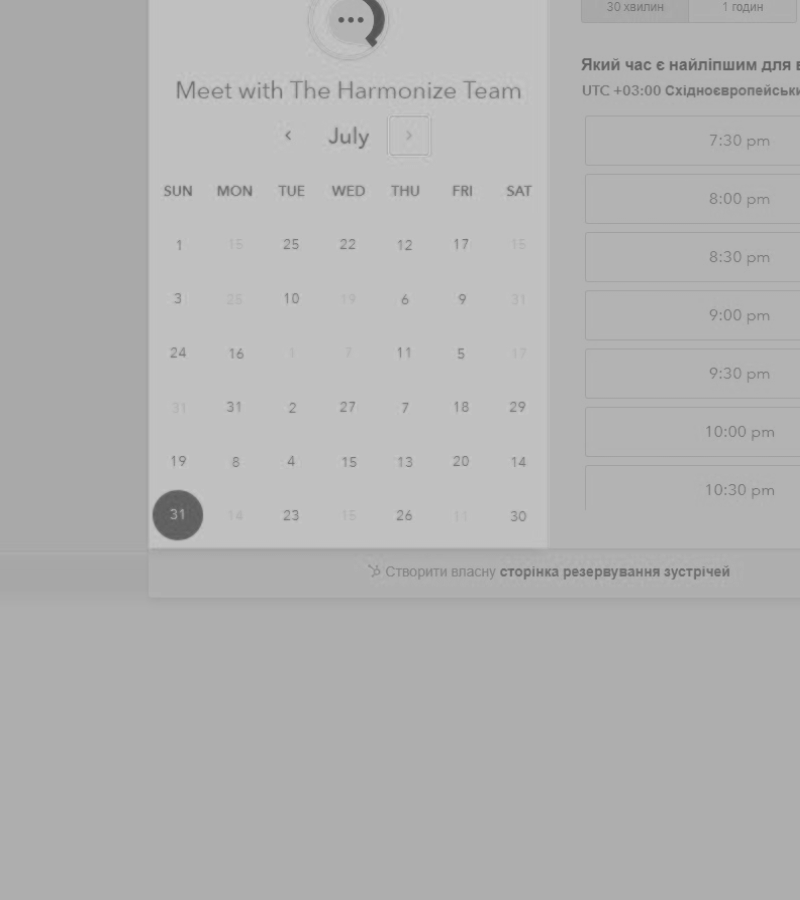 30 хвилин 1 годин
Який час є найліпшим для
UTC +03:00 Східноєвропейськи
Meet with The Harmonize Team
July
SUN MON TUE WED THU FRI SAT
1 15 25 22 12 17 15
3 25 10 19 6 9 31
24 16 1 7 11 5 17
31 31 2 27 7 18 29
19 8 4 15 13 20 14
31 14 23 15 26 11 30
7:30 pm
8:00 pm
8:30 pm
9:00 pm
9:30 pm
10:00 pm
10:30 pm
Створити власну сторінка резервування зустрічей